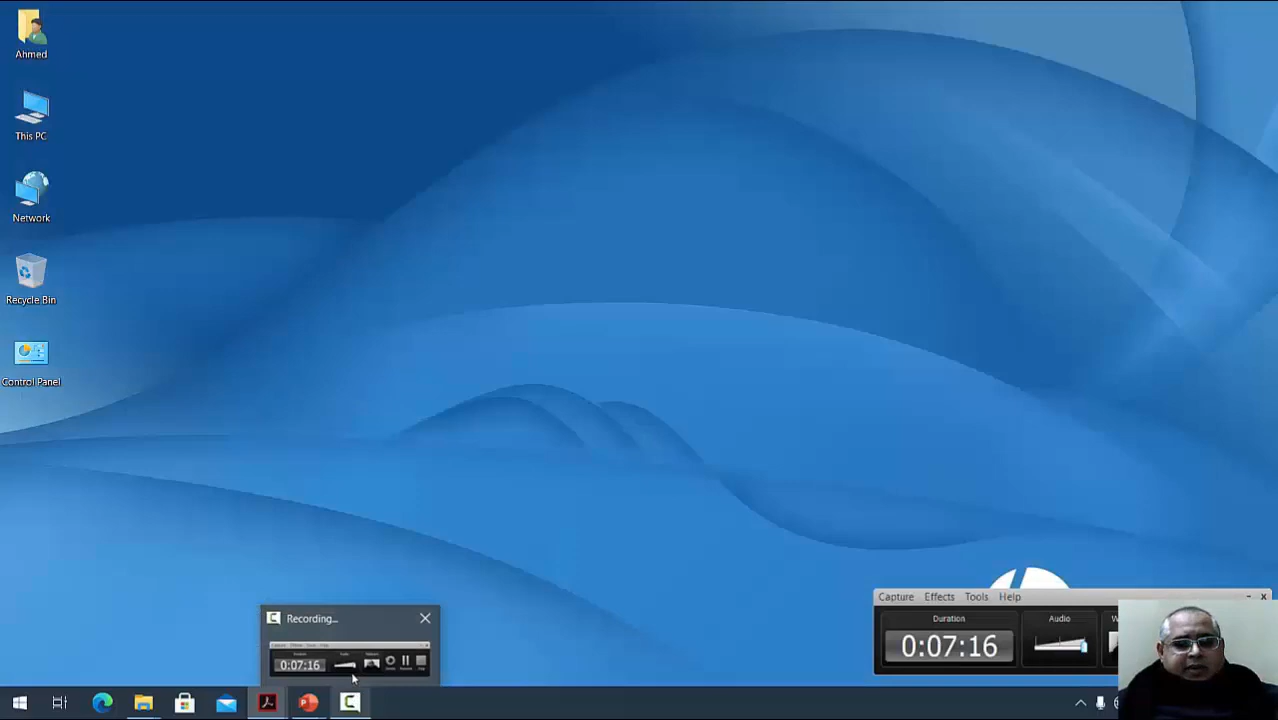 Ahmed
This PC
Network
Recycle Bin
Control Panel
Recording...
0:07:16
Capture Effects Tools Help
Duration
Audio
0:07:16